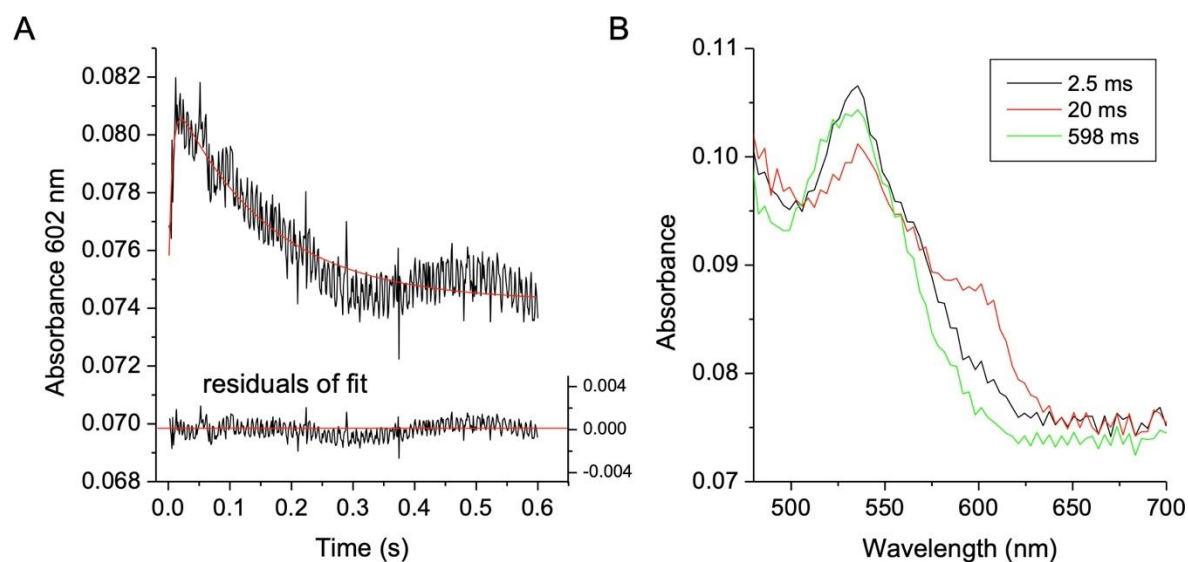 A
Absorbance 602 nm
0.082
0.080
0.078
0.076
0.074
0.072
0.070
0.068
residuals of fit
0.004
0.000
-0.004
0.0 0.1 0.2 0.3 0.4 0.5 0.6
Time (s)
B
Absorbance
0.11
0.10
0.09
0.08
0.07
2.5 ms
20 ms
598 ms
500 550 600 650 700
Wavelength (nm)